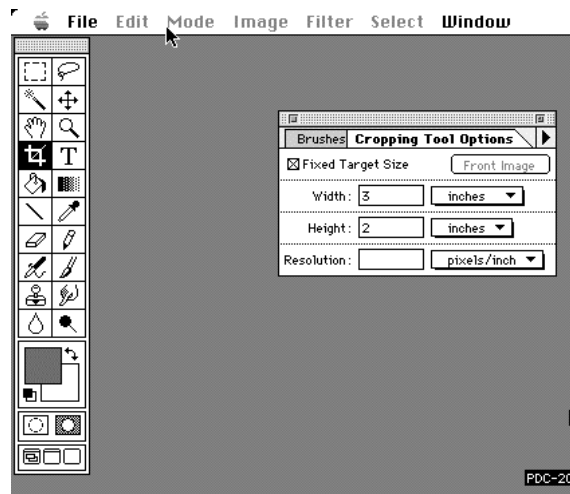 File Edit Mode Image Filter Select Window
Brushes Cropping Tool Options
Fixed Target Size Front Image
Width: 3 inches
Height: 2 inches
Resolution: pixels/inch
T
PDC-20